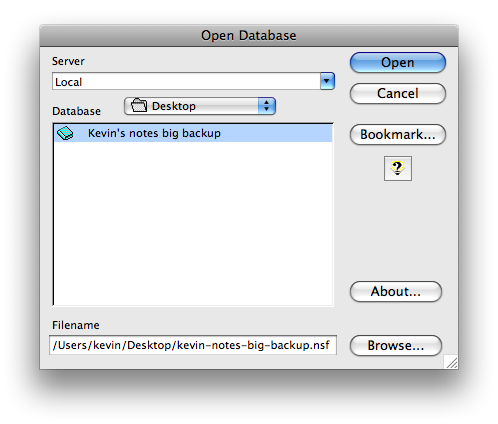 Open Database
Server
Local
Open
Cancel
Database
Desktop
Kevin's notes big backup
Bookmark...
?
About...
Filename
/Users/kevin/Desktop/kevin-notes-big-backup.nsf
Browse...